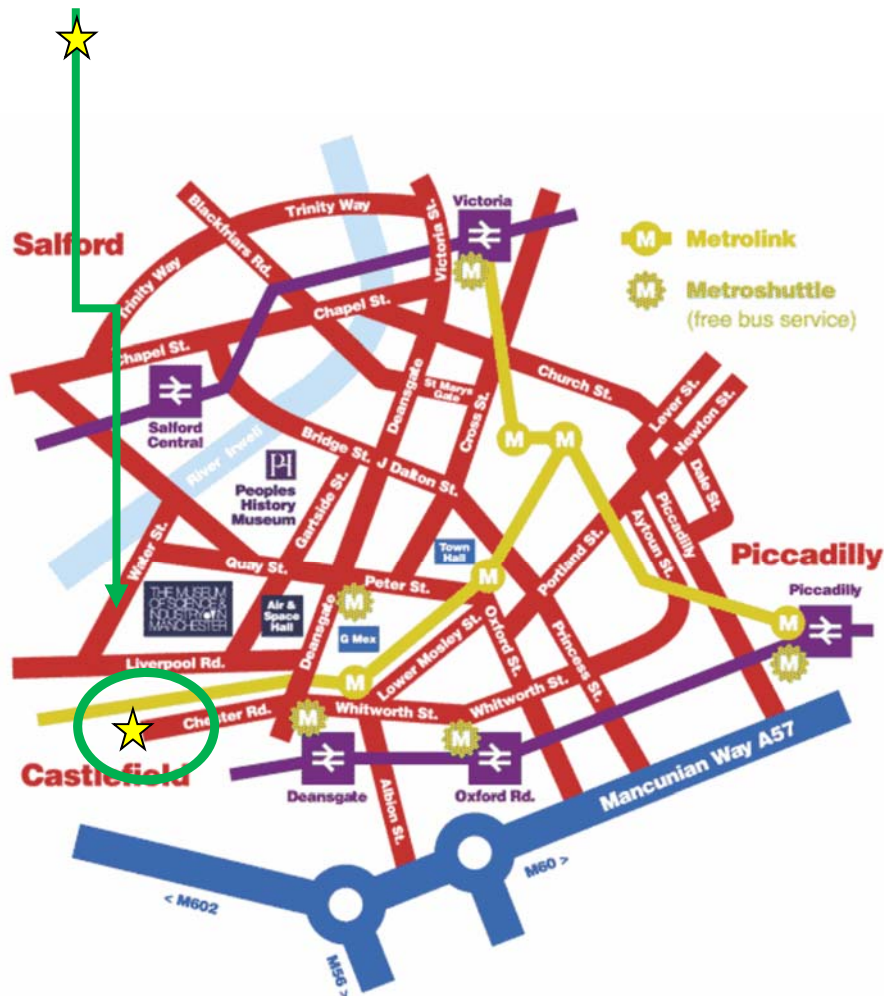 Victoria
Trinity Way
Blackfriars Rd.
Victoria St.
Salford
M
Metrolink
Trinity Way
M
M
Metroshuttle
(free bus service)
Chapel St.
Chapel St.
Deansgate
St Marys
Gate
Church St.
Lever St.
Newton St.
Cross St.
Salford
Central
M
M
River Irwell
Bridge St.
J Dalton St.
Dale St.
PH
Peoples
History
Museum
Gartside St.
Piccadilly
Aytoun St.
Water St.
Town
Hall
Portland St.
Piccadilly
Quay St.
Peter St.
M
Piccadilly
THE MUSEUM
OF SCIENCE &
INDUSTRY of
MANCHESTER
Air &
Space
Hall
M
Deansgate
G Mex
Lower Mosley St.
Oxford St.
Princess St.
M
Liverpool Rd.
M
M
Whitworth St.
Chester Rd.
Whitworth St.
M
M
Castlefield
Deansgate
Oxford Rd.
Albion St.
Mancunian Way A57
< M602
M60 >
M56 >